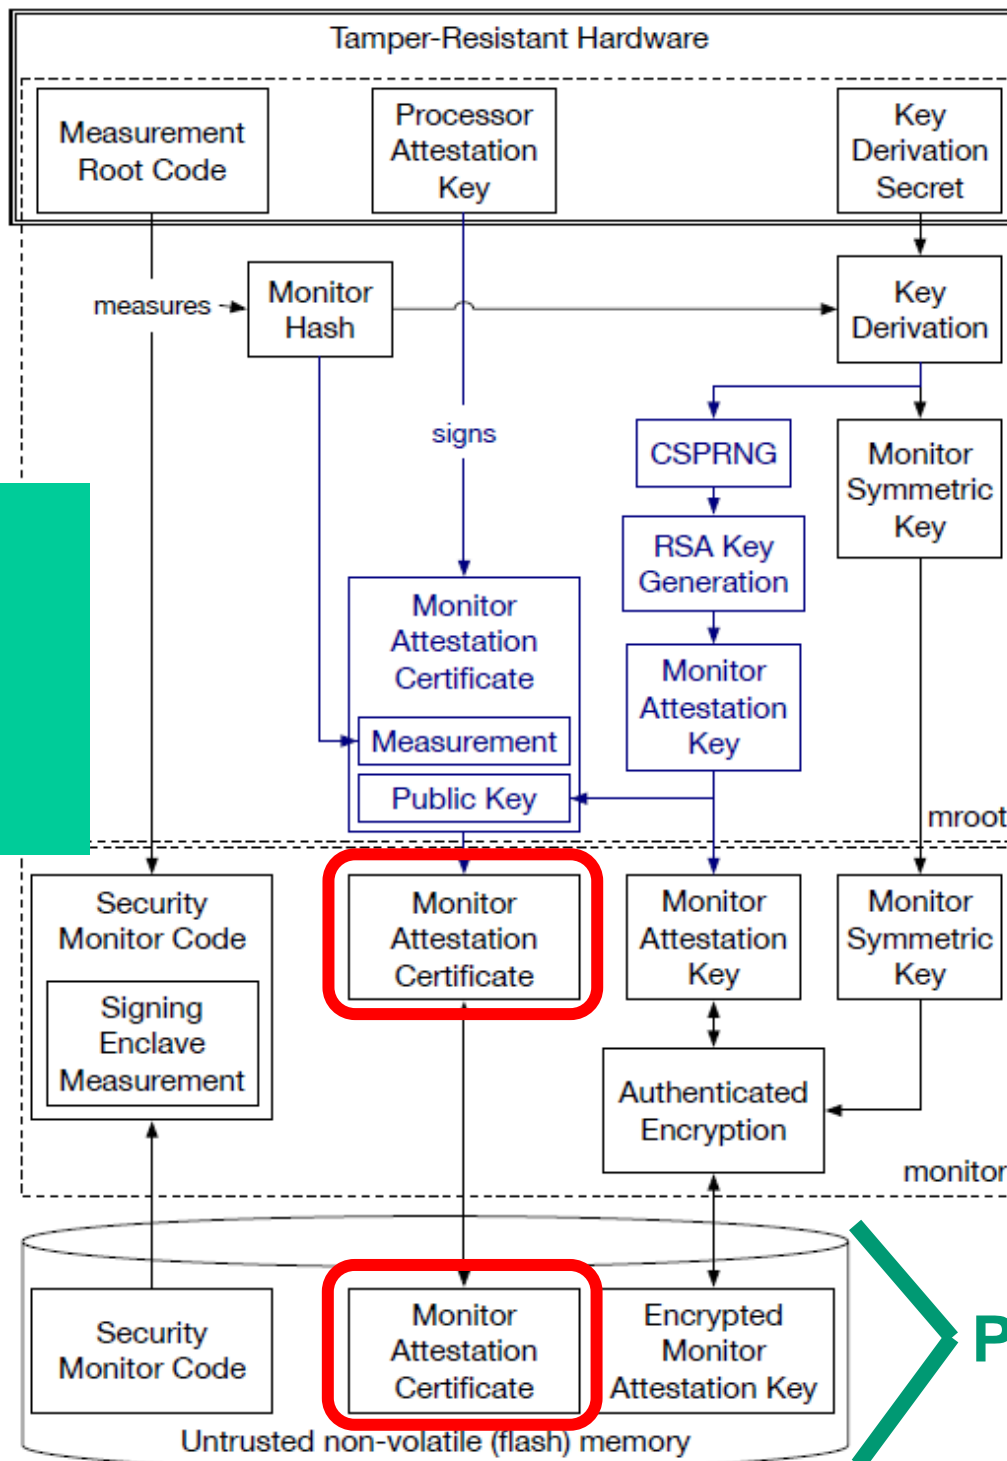 Tamper-Resistant Hardware
Measurement
Root Code
Processor
Attestation
Key
Key
Derivation
Secret
measures
Monitor
Hash
Key
Derivation
signs
CSPRNG
Monitor
Symmetric
Key
RSA Key
Generation
Monitor
Attestation
Certificate
Measurement
Public Key
Monitor
Attestation
Key
mroot
Security
Monitor Code
Signing
Enclave
Measurement
Monitor
Attestation
Certificate
Monitor
Attestation
Key
Monitor
Symmetric
Key
Authenticated
Encryption
monitor
Security
Monitor Code
Monitor
Attestation
Certificate
Encrypted
Monitor
Attestation Key
P
Untrusted non-volatile (flash) memory